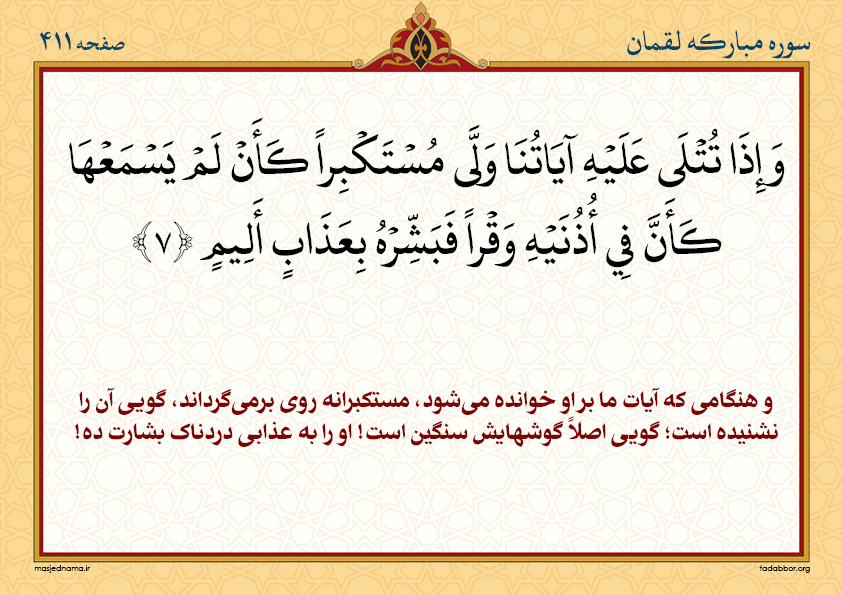 سوره مبارکه لقمان
صفحه ۴۱۱
وَإِذَا تُتْلَى عَلَيْهِ آيَاتُنَا وَلَّى مُسْتَكْبِراً كَأَنْ لَمْ يَسْمَعْهَا
كَأَنَّ فِي أُذُنَيْهِ وَقْراً فَبَشِّرْهُ بِعَذَابٍ أَلِيمٍ ﴿۷﴾
و هنگامی که آیات ما بر او خوانده می‌شود، مستکبرانه روی برمی‌گرداند، گویی آن را
نشنیده است؛ گویی اصلاً گوشهایش سنگین است! او را به عذابی دردناک بشارت ده!
masjednama.ir
tadabbor.org